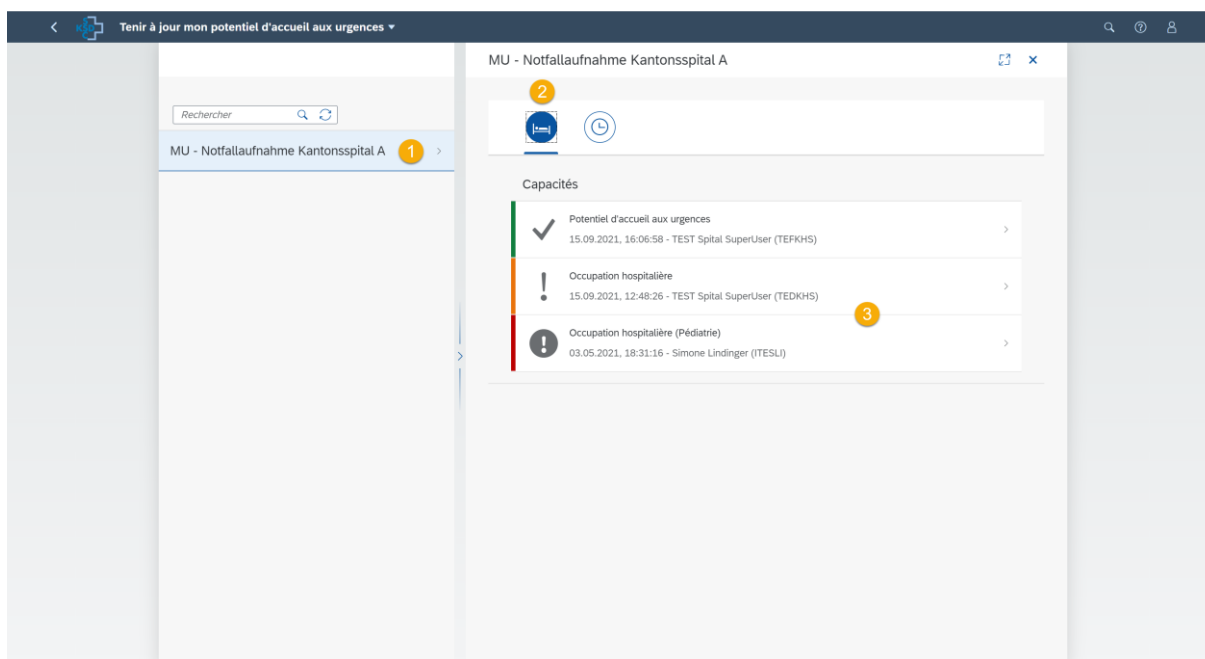 Tenir à jour mon potentiel d'accueil aux urgences
Rechercher
MU - Notfallaufnahme Kantonsspital A
1
MU - Notfallaufnahme Kantonsspital A
2
Capacités
Potentiel d'accueil aux urgences
15.09.2021, 16:06:58 - TEST Spital SuperUser (TEFKHS)
Occupation hospitalière
15.09.2021, 12:48:26 - TEST Spital SuperUser (TEDKHS)
3
Occupation hospitalière (Pédiatrie)
03.05.2021, 18:31:16 - Simone Lindinger (ITESLI)